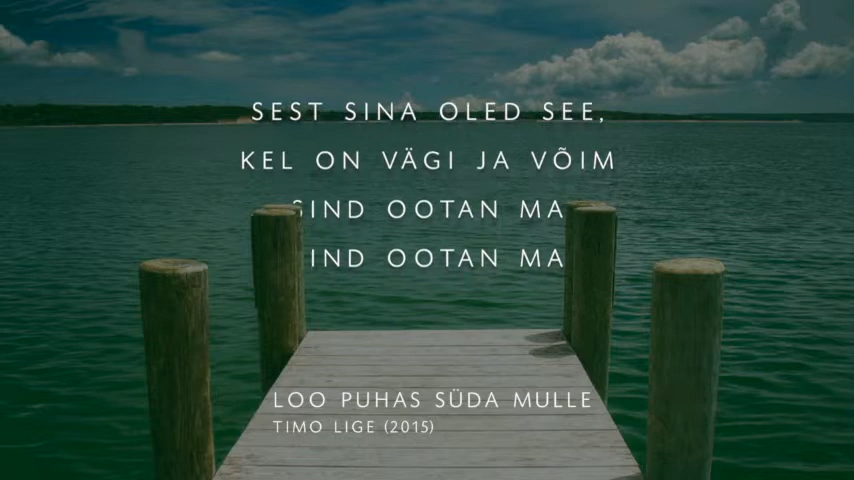 SEST SINA OLED SEE,
KEL ON VÄGI JA VÕIM
SIND OOTAN MA
IND OOTAN MA
LOO PUHAS SÜDA MULLE
TIMO LIGE (2015)